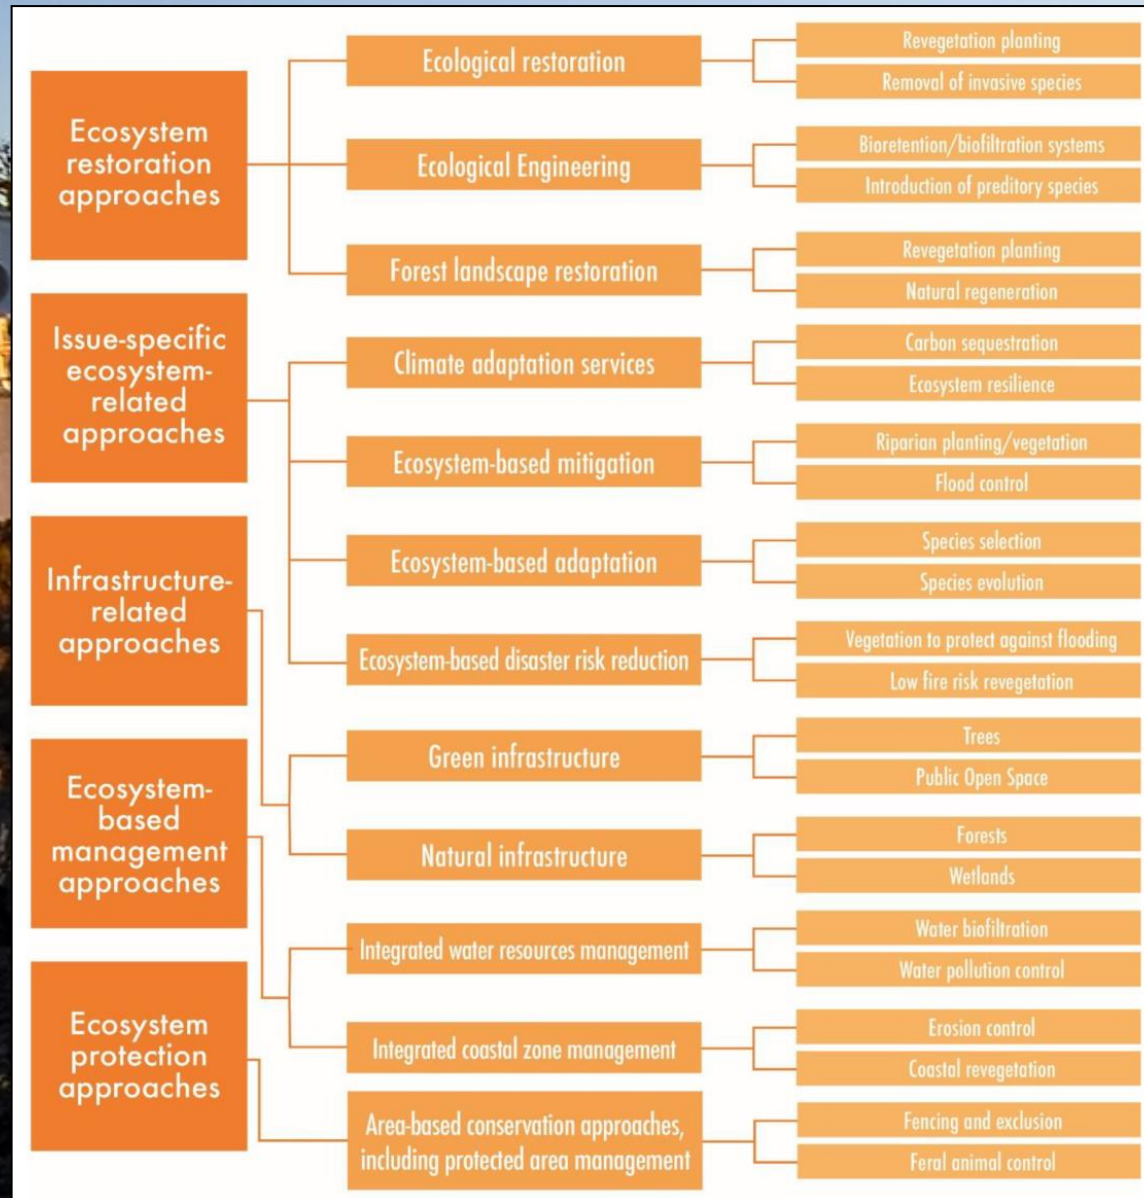 Ecosystem
restoration
approaches
Ecological restoration
Revegetation planting
Removal of invasive species
Ecological Engineering
Bioretention/biofiltration systems
Introduction of preditory species
Forest landscape restoration
Revegetation planting
Natural regeneration
Issue-specific
ecosystem-
related
approaches
Climate adaptation services
Carbon sequestration
Ecosystem resilience
Ecosystem-based mitigation
Riparian planting/vegetation
Flood control
Ecosystem-based adaptation
Species selection
Species evolution
Ecosystem-based disaster risk reduction
Vegetation to protect against flooding
Low fire risk revegetation
Infrastructure-
related
approaches
Green infrastructure
Trees
Public Open Space
Natural infrastructure
Forests
Wetlands
Ecosystem-
based
management
approaches
Integrated water resources management
Water biofiltration
Water pollution control
Integrated coastal zone management
Erosion control
Coastal revegetation
Ecosystem
protection
approaches
Area-based conservation approaches,
including protected area management
Fencing and exclusion
Feral animal control